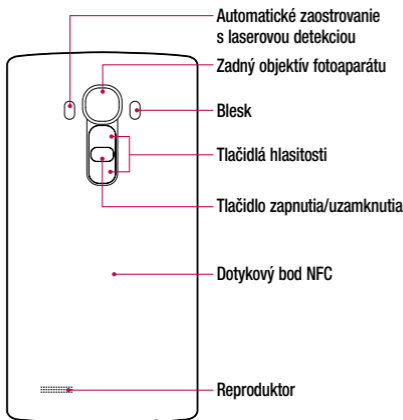 Automatické zaostrovanie
s laserovou detekciou
Zadný objektív fotoaparátu
Blesk
Tlačidlá hlasitosti
Tlačidlo zapnutia/uzamknutia
Dotykový bod NFC
Reproduktor